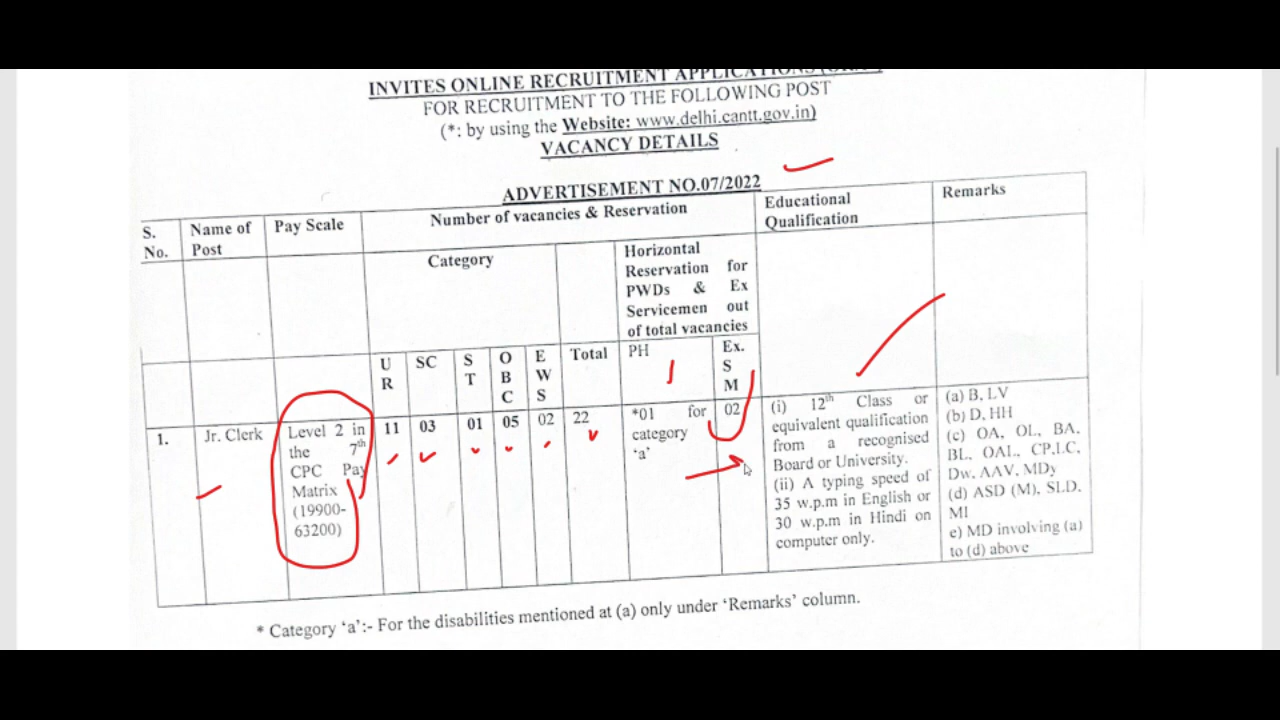 INVITES ONLINE RECRUITMENT APPLICATIONS
FOR RECRUITMENT TO THE FOLLOWING POST
(*: by using the Website: www.delhi.cantt.gov.in)
VACANCY DETAILS
ADVERTISEMENT NO.07/2022
S. No.
Name of Post
Pay Scale
Number of vacancies & Reservation
Educational Qualification
Remarks
Category
Horizontal
Reservation for
PWDs & Ex
Servicemen out
of total vacancies
UR
SC
ST
OBC
EWS
Total
PH
Ex. SM
1.
Jr. Clerk
Level 2 in
the 7th
CPC Pay
Matrix
(19900-
63200)
11
03
01
05
02
22
*01 for
category
‘a’
02
(i) 12th Class or
equivalent qualification
from a recognised
Board or University.
(ii) A typing speed of
35 w.p.m in English or
30 w.p.m in Hindi on
computer only.
(a) B, LV
(b) D, HH
(c) OA, OL, BA,
BL, OAL, CP,LC,
Dw, AAV, MDy
(d) ASD (M), SLD,
MI
e) MD involving (a)
to (d) above
* Category ‘a’:- For the disabilities mentioned at (a) only under ‘Remarks’ column.